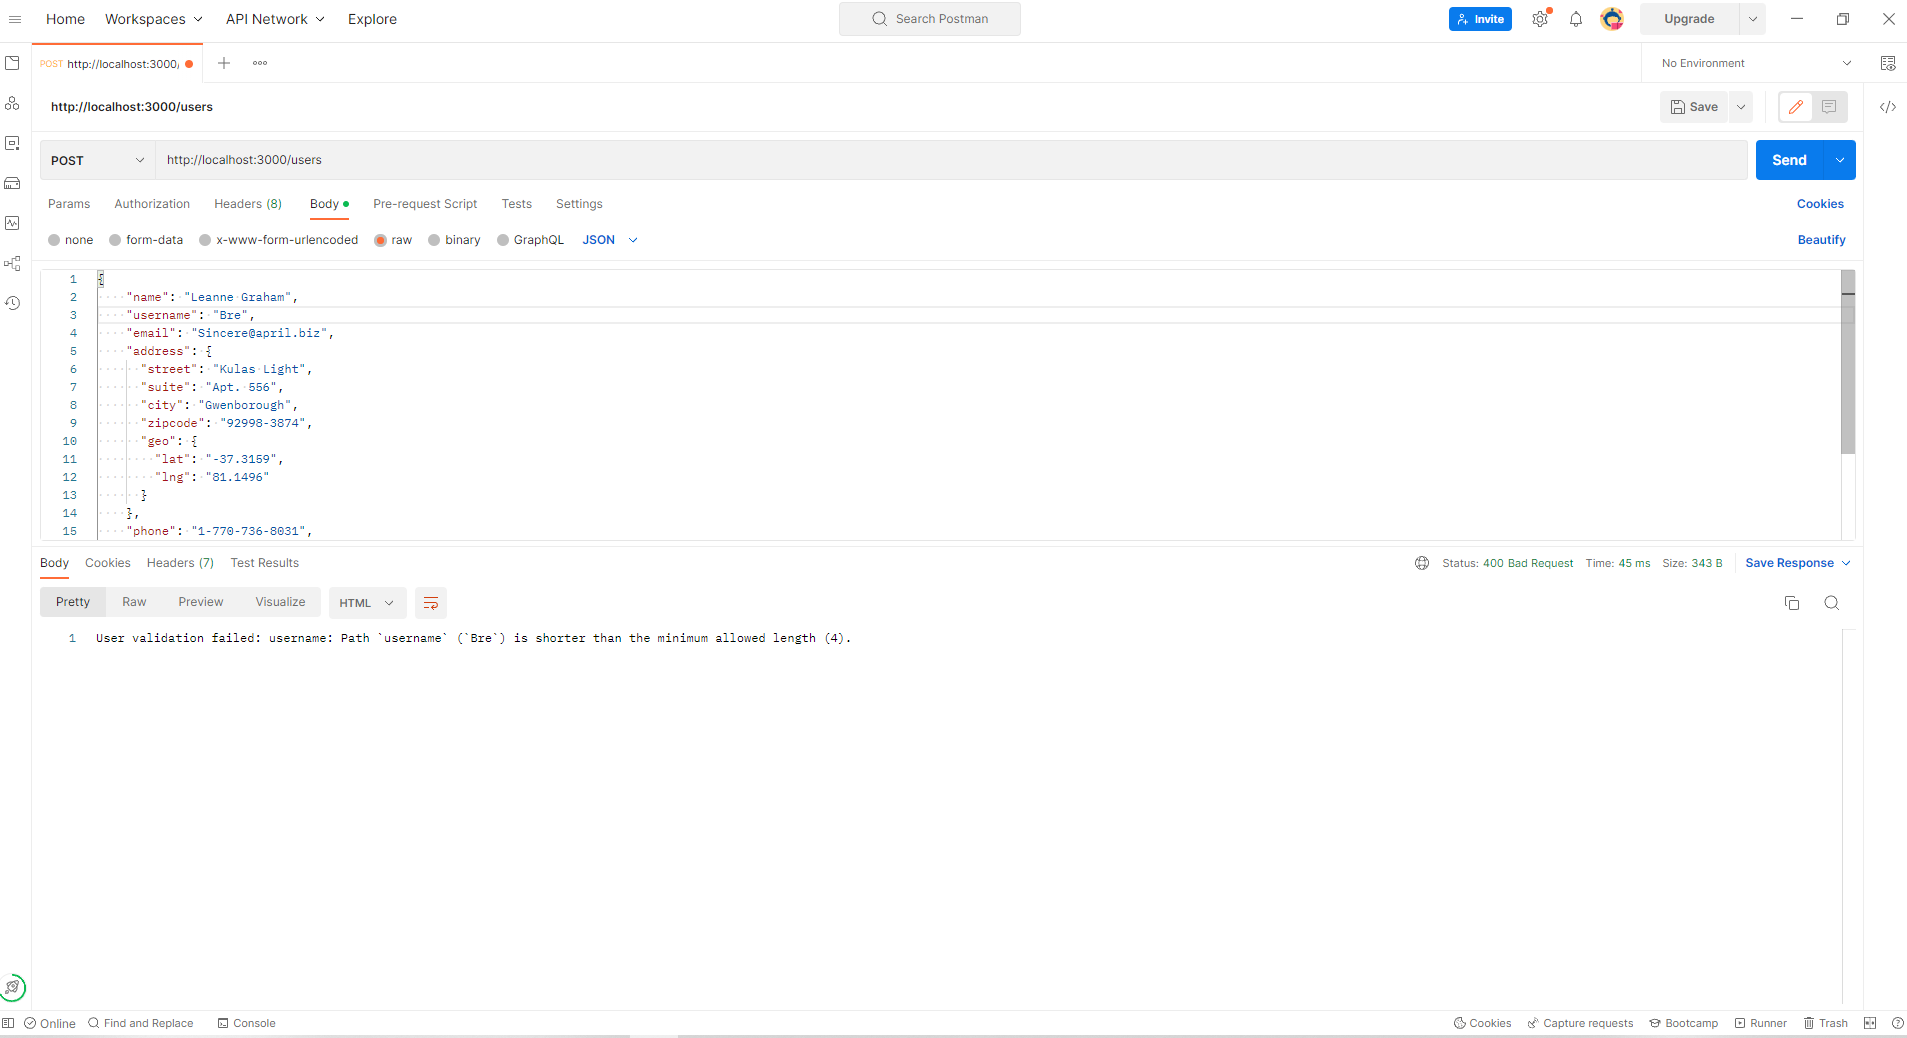 Home Workspaces API Network Explore Search Postman Invite Upgrade
POST http://localhost:3000/ No Environment
http://localhost:3000/users Save
POST http://localhost:3000/users Send
Params Authorization Headers (8) Body Pre-request Script Tests Settings Cookies
none form-data x-www-form-urlencoded raw binary GraphQL JSON Beautify
1 {
2 "name": "Leanne Graham",
3 "username": "Bre",
4 "email": "Sincere@april.biz",
5 "address": {
6 "street": "Kulas Light",
7 "suite": "Apt. 556",
8 "city": "Gwenborough",
9 "zipcode": "92998-3874",
10 "geo": {
11 "lat": "-37.3159",
12 "lng": "81.1496"
13 }
14 },
15 "phone": "1-770-736-8031",
Body Cookies Headers (7) Test Results Status: 400 Bad Request Time: 45 ms Size: 343 B Save Response
Pretty Raw Preview Visualize HTML
1 User validation failed: username: Path `username` (`Bre`) is shorter than the minimum allowed length (4).
Online Find and Replace Console Cookies Capture requests Bootcamp Runner Trash